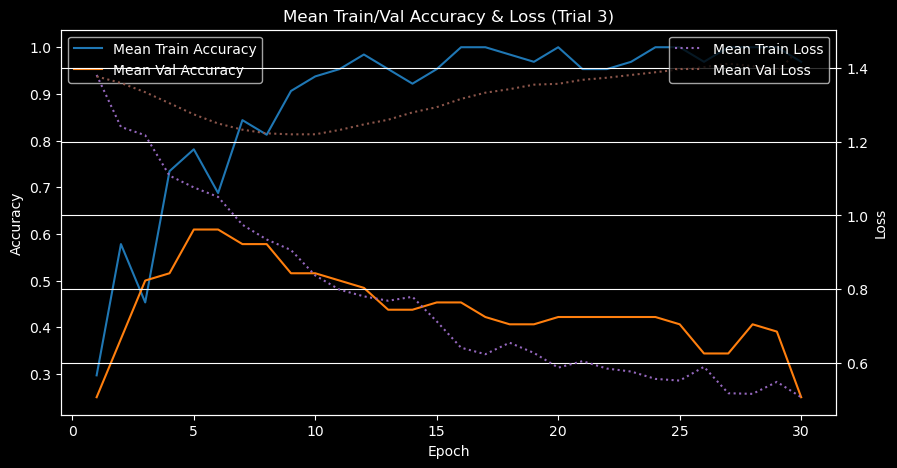 Mean Train/Val Accuracy & Loss (Trial 3)
Mean Train Accuracy
Mean Val Accuracy
Mean Train Loss
Mean Val Loss
1.0
0.9
0.8
0.7
0.6
0.5
0.4
0.3
Accuracy
1.4
1.2
1.0
0.8
0.6
Loss
0 5 10 15 20 25 30
Epoch